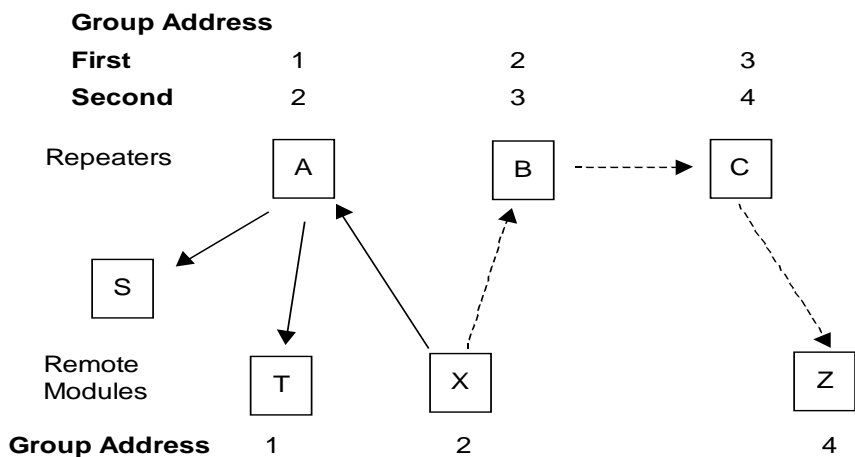 Group Address
First 1 2 3
Second 2 3 4
Repeaters A B C
S
Remote
Modules T X Z
Group Address 1 2 4